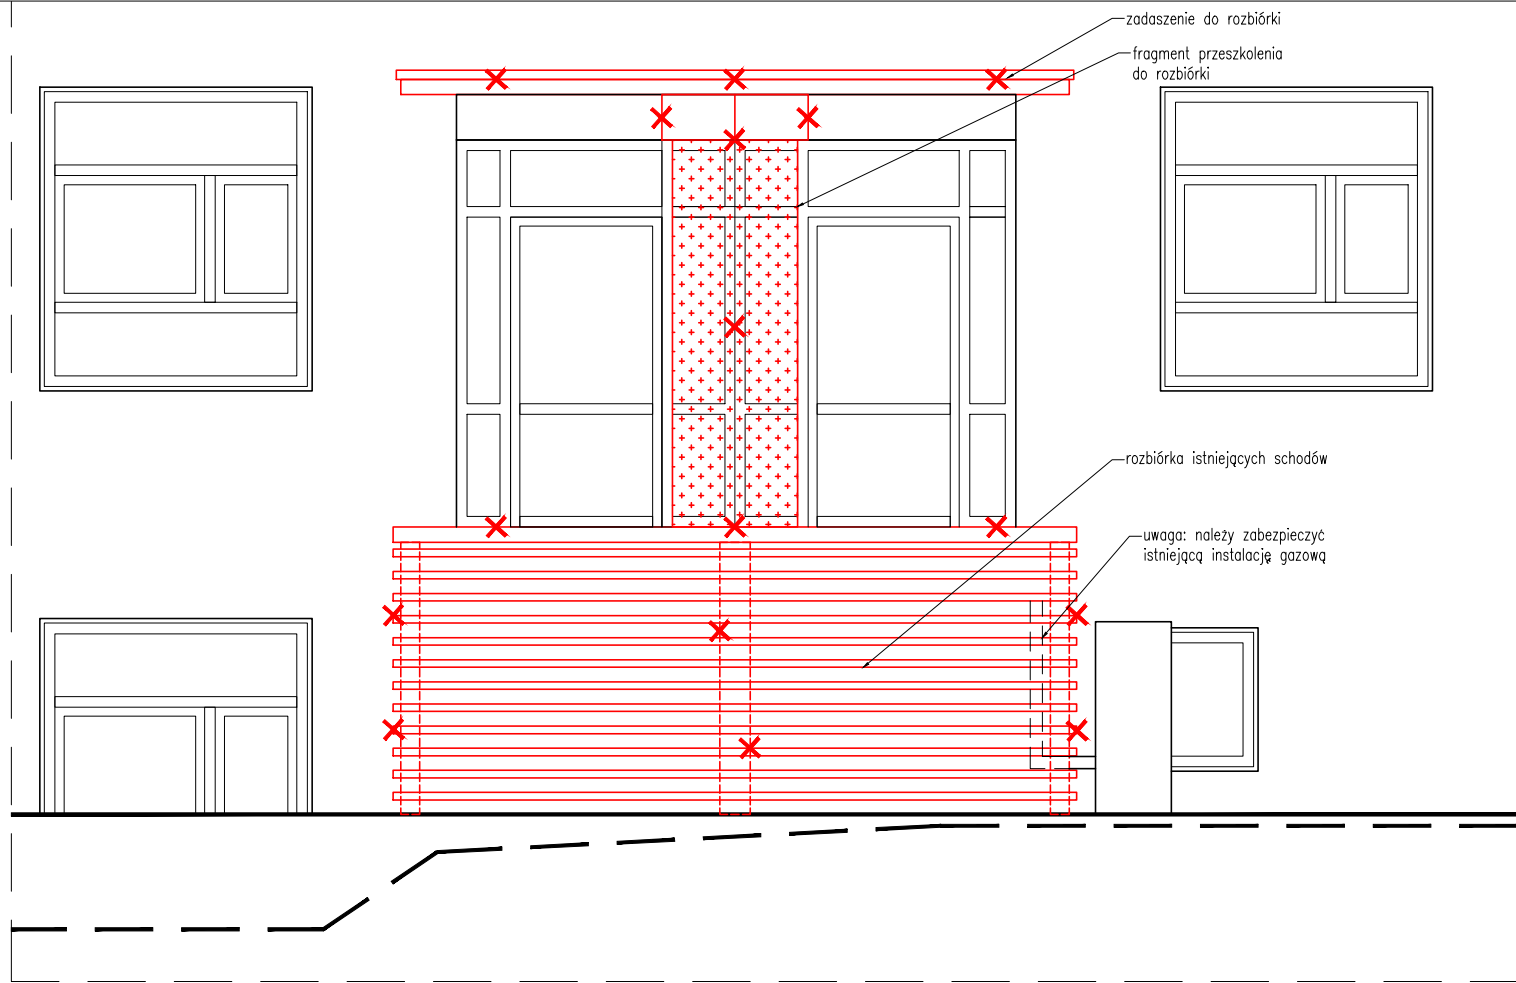 zadaszenie do rozbiórki
fragment przeszkolenia
do rozbiórki
rozbiórka istniejących schodów
uwaga: należy zabezpieczyć
istniejącą instalację gazową